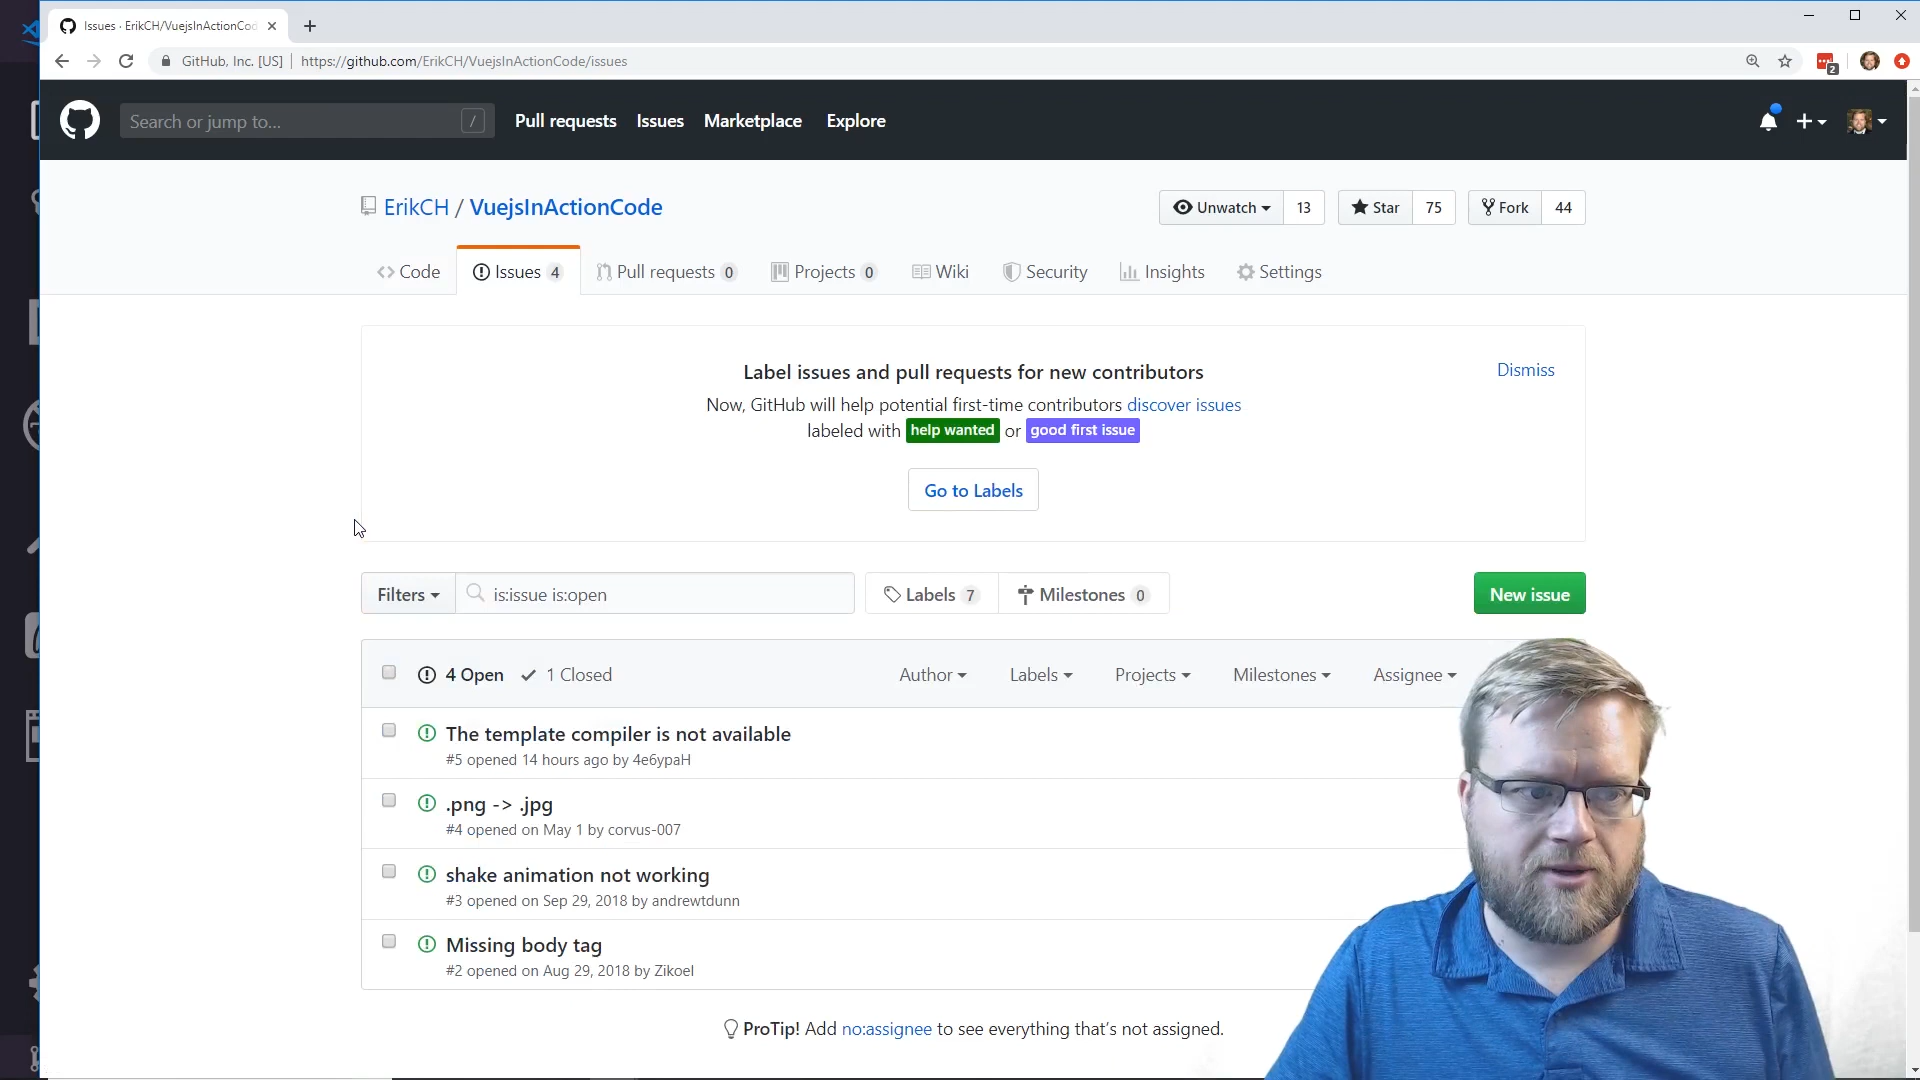 Issues · ErikCH/VuejsInActionCod
GitHub, Inc. [US] | https://github.com/ErikCH/VuejsInActionCode/issues
2
Search or jump to... /
Pull requests Issues Marketplace Explore
ErikCH / VuejsInActionCode
Unwatch 13 Star 75 Fork 44
Code Issues 4 Pull requests 0 Projects 0 Wiki Security Insights Settings
Label issues and pull requests for new contributors
Dismiss
Now, GitHub will help potential first-time contributors discover issues
labeled with help wanted or good first issue
Go to Labels
Filters is:issue is:open Labels 7 Milestones 0 New issue
4 Open 1 Closed Author Labels Projects Milestones Assignee
The template compiler is not available
#5 opened 14 hours ago by 4e6ypaH
.png -> .jpg
#4 opened on May 1 by corvus-007
shake animation not working
#3 opened on Sep 29, 2018 by andrewtdunn
Missing body tag
#2 opened on Aug 29, 2018 by Zikoel
ProTip! Add no:assignee to see everything that's not assigned.